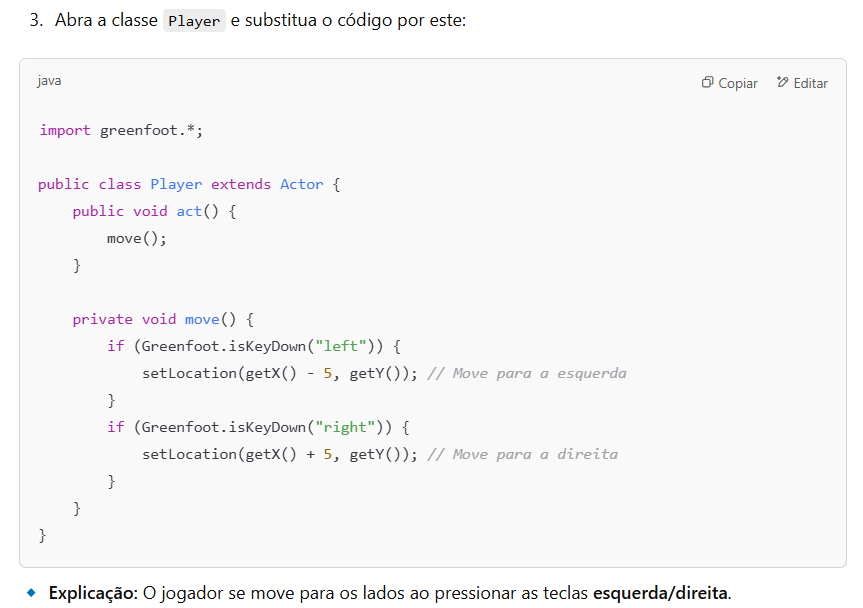 3. Abra a classe Player e substitua o código por este:
java
Copiar Editar
import greenfoot.*;
public class Player extends Actor {
    public void act() {
        move();
    }
    private void move() {
        if (Greenfoot.isKeyDown("left")) {
            setLocation(getX() - 5, getY()); // Move para a esquerda
        }
        if (Greenfoot.isKeyDown("right")) {
            setLocation(getX() + 5, getY()); // Move para a direita
        }
    }
}
Explicação: O jogador se move para os lados ao pressionar as teclas esquerda/direita.